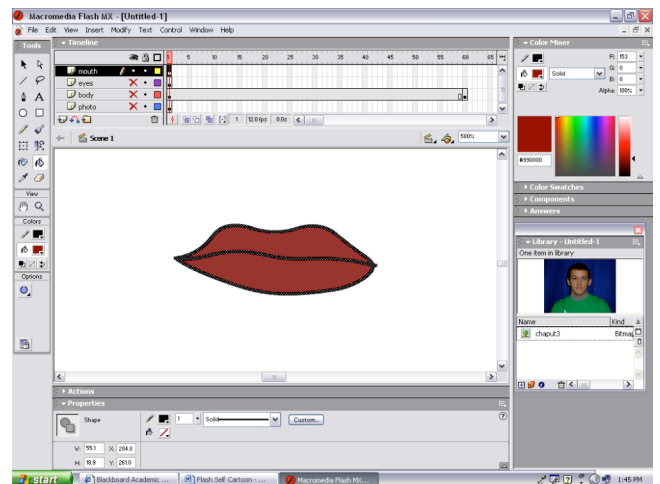 Macromedia Flash MX - [Untitled-1]
File Edit View Insert Modify Text Control Window Help
Tools
Timeline
Color Mixer
1 5 10 15 20 25 30 35 40 45 50 55 60 65
mouth
eyes
body
photo
1 12.0 fps 0.0s
Solid
R: 153
G: 0
B: 0
Alpha: 100%
Scene 1
500%
#990000
View
Colors
Options
Color Swatches
Components
Answers
Library - Untitled-1
One item in library
Name Kind
chaput3 Bitmap
Actions
Properties
Shape
1 Solid Custom...
W: 55.1 X: 284.8
H: 18.9 Y: 261.0
start Blackboard Academic ... Flash Self Cartoon - ... Macromedia Flash MX... 1:45 PM